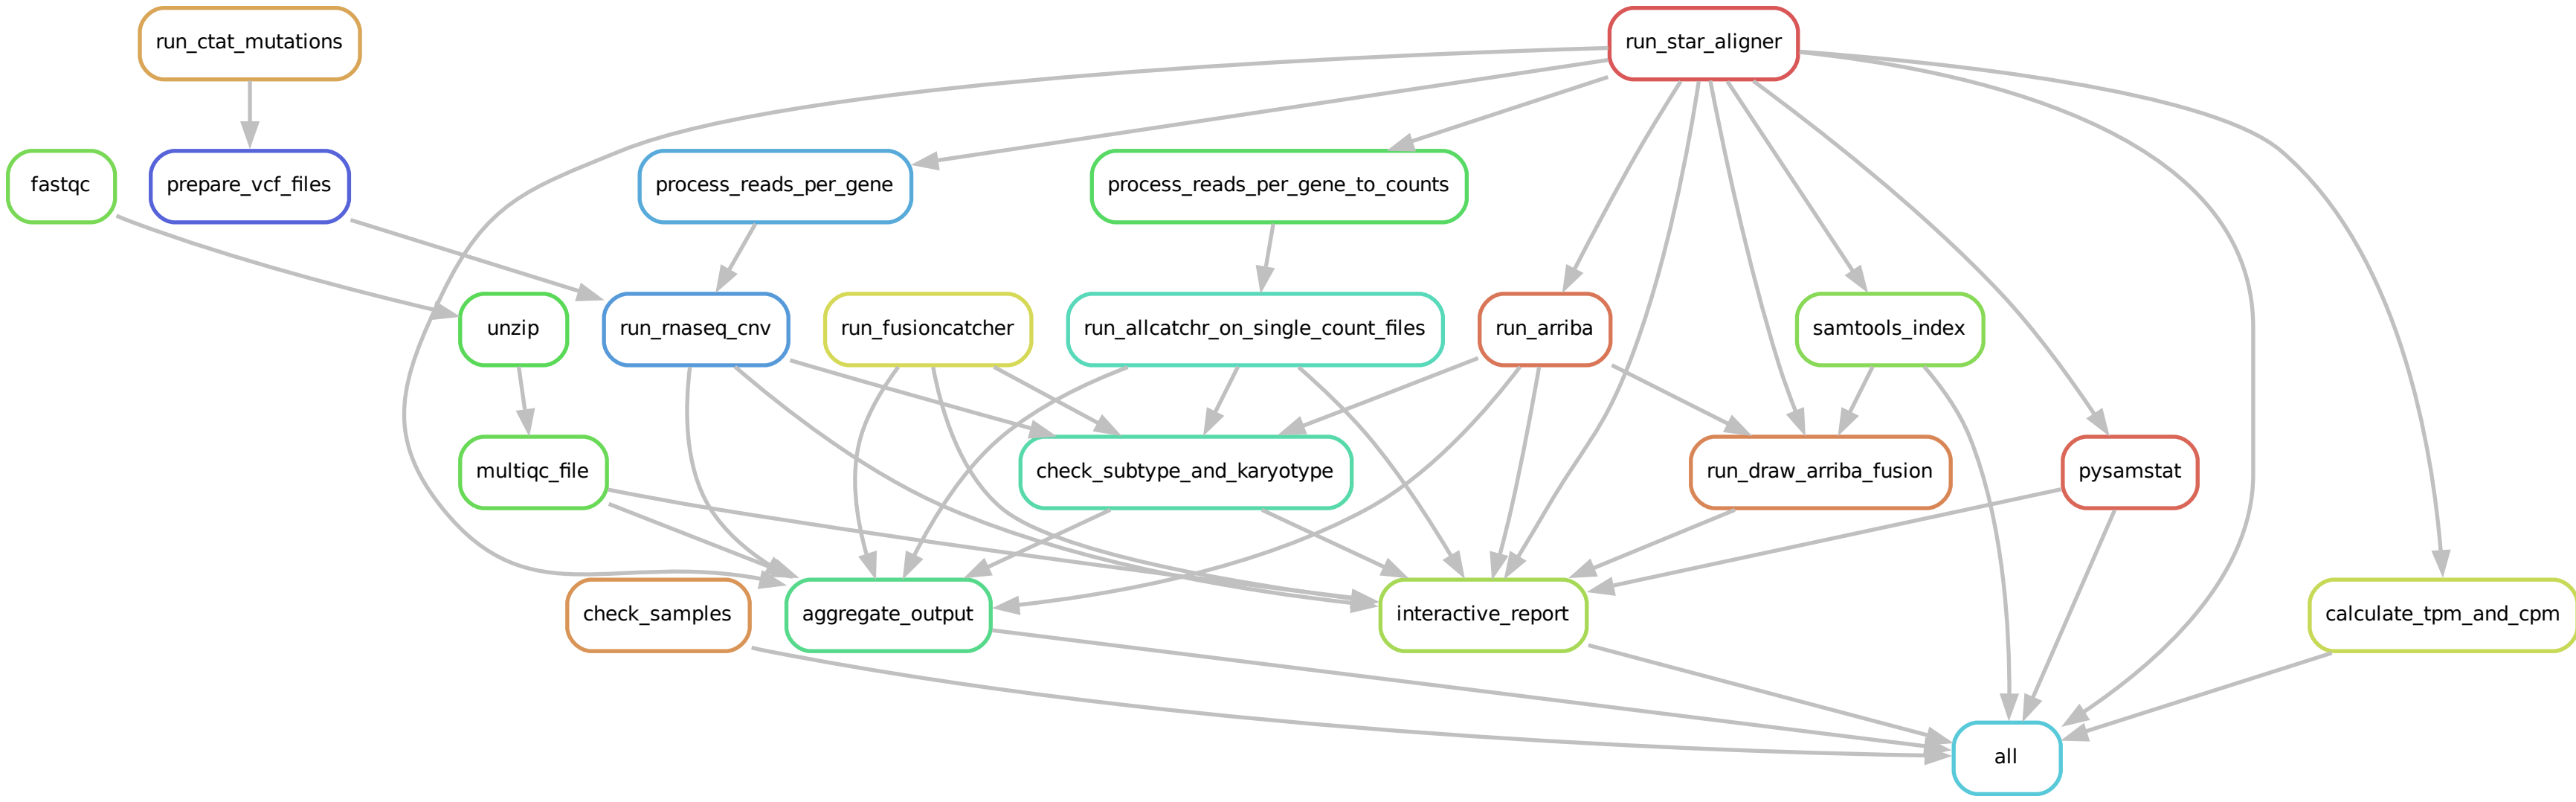 run_ctat_mutations
run_star_aligner
fastqc
prepare_vcf_files
process_reads_per_gene
process_reads_per_gene_to_counts
unzip
run_rnaseq_cnv
run_fusioncatcher
run_allcatchr_on_single_count_files
run_arriba
samtools_index
multiqc_file
check_subtype_and_karyotype
run_draw_arriba_fusion
pysamstat
check_samples
aggregate_output
interactive_report
calculate_tpm_and_cpm
all